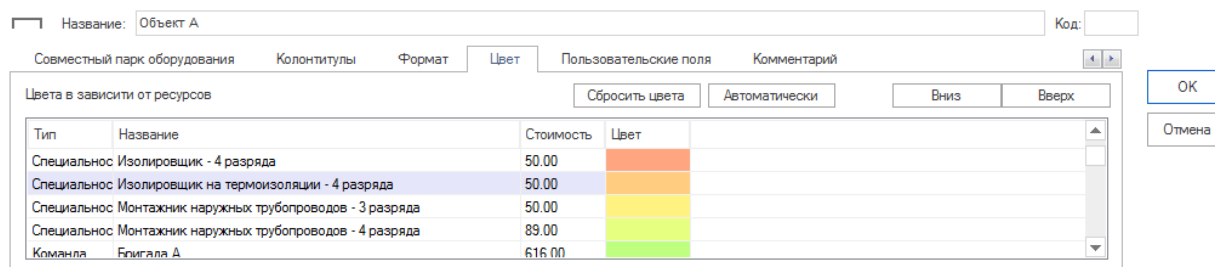 Название: Объект А Код:
Совместный парк оборудования Колонтитулы Формат Цвет Пользовательские поля Комментарий
Цвета в зависити от ресурсов Сбросить цвета Автоматически Вниз Вверх
OK
Отмена
Тип Название Стоимость Цвет
Специальнос Изолировщик - 4 разряда 50.00
Специальнос Изолировщик на термоизоляции - 4 разряда 50.00
Специальнос Монтажник наружных трубопроводов - 3 разряда 50.00
Специальнос Монтажник наружных трубопроводов - 4 разряда 89.00
Команда Бригада А 616.00